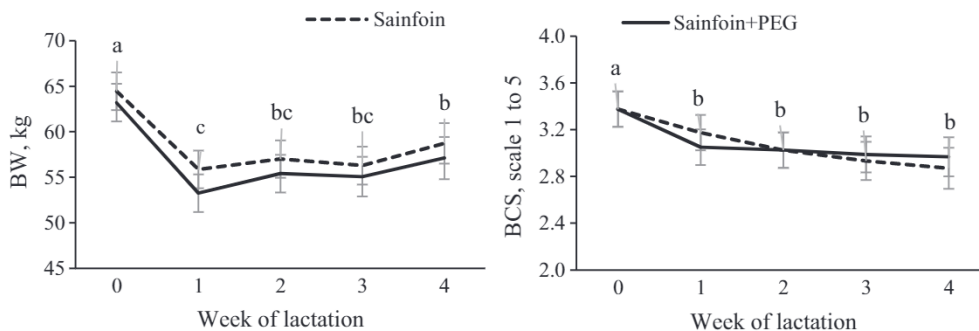 Sainfoin
BW, kg
70
65
60
55
50
45
a
c
bc
bc
b
0 1 2 3 4
Week of lactation
Sainfoin+PEG
BCS, scale 1 to 5
4.0
3.6
3.2
2.8
2.4
2.0
a
b
b
b
b
0 1 2 3 4
Week of lactation